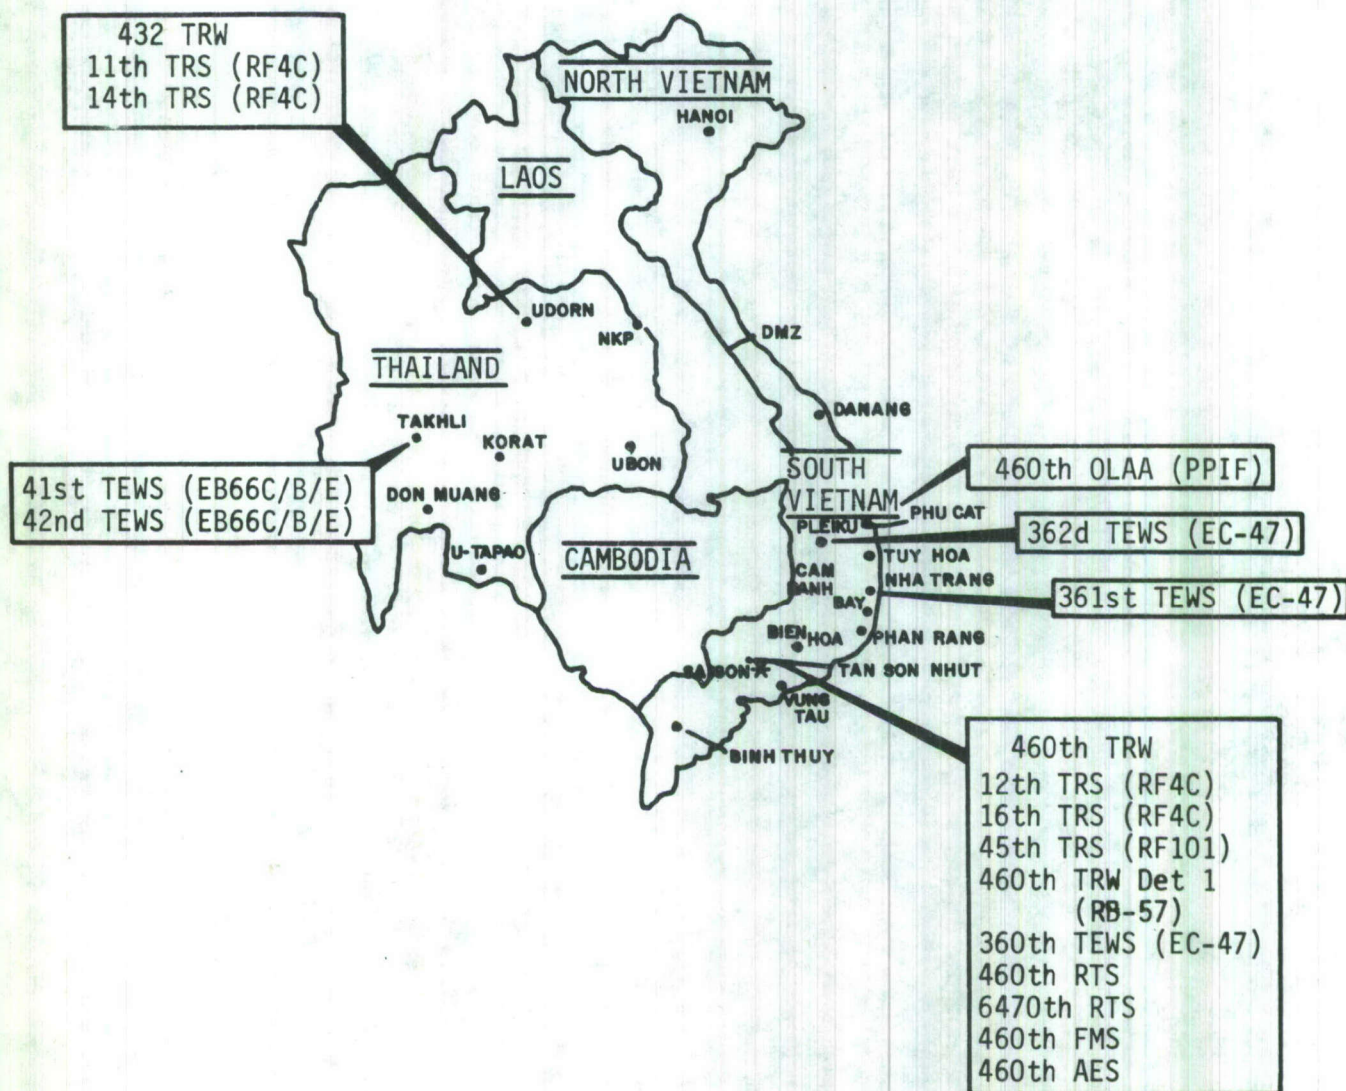 432 TRW
11th TRS (RF4C)
14th TRS (RF4C)
NORTH VIETNAM
HANOI
LAOS
UDORN
NKP
DMZ
THAILAND
TAKHLI
KORAT
UBON
DANANG
41st TEWS (EB66C/B/E)
42nd TEWS (EB66C/B/E)
DON MUANG
U-TAPAO
CAMBODIA
SOUTH
VIETNAM
460th OLAA (PPIF)
PHU CAT
PLEIKU
362d TEWS (EC-47)
TUY HOA
CAM
RANH
BAY
NHA TRANG
361st TEWS (EC-47)
BIEN HOA
PHAN RANG
SAIGON
TAN SON NHUT
VUNG
TAU
BINH THUY
460th TRW
12th TRS (RF4C)
16th TRS (RF4C)
45th TRS (RF101)
460th TRW Det 1
(RB-57)
360th TEWS (EC-47)
460th RTS
6470th RTS
460th FMS
460th AES